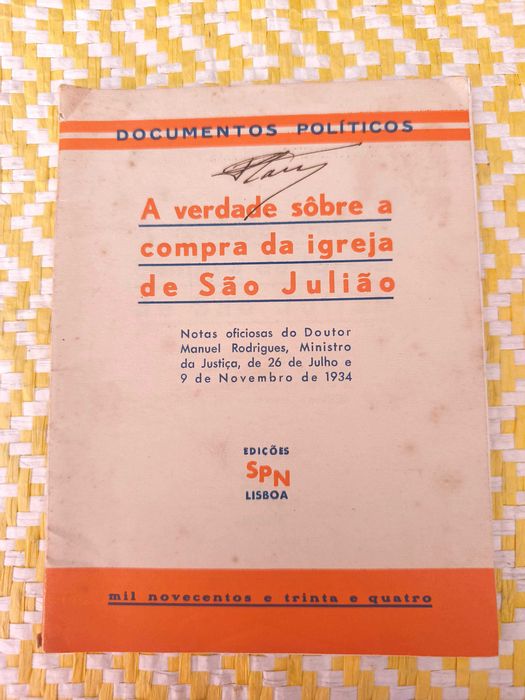 DOCUMENTOS POLÍTICOS
A verdade sôbre a
compra da igreja
de São Julião
Notas oficiosas do Doutor
Manuel Rodrigues, Ministro
da Justiça, de 26 de Julho e
9 de Novembro de 1934
EDIÇÕES
SPN
LISBOA
mil novecentos e trinta e quatro